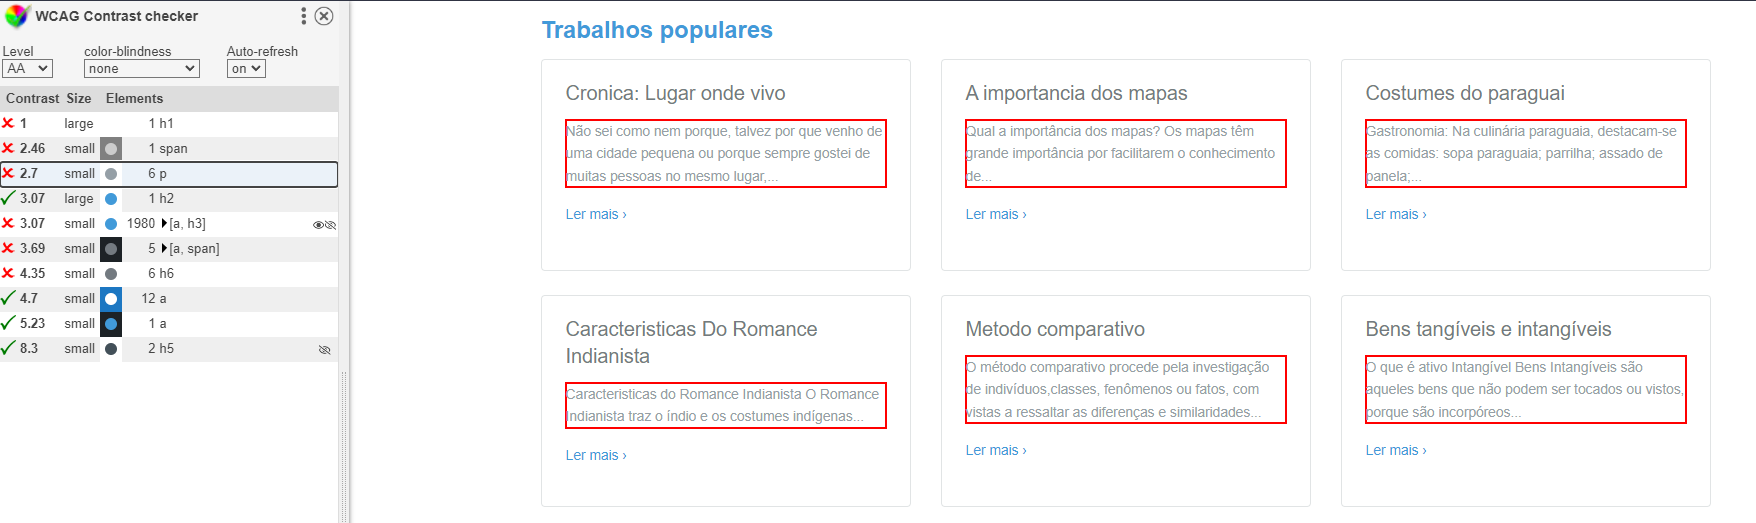 WCAG Contrast checker
Level color-blindness Auto-refresh
AA none on
Contrast Size Elements
1 large 1 h1
2.46 small 1 span
2.7 small 6 p
3.07 large 1 h2
3.07 small 1980 [a, h3]
3.69 small 5 [a, span]
4.35 small 6 h6
4.7 small 12 a
5.23 small 1 a
8.3 small 2 h5
Trabalhos populares
Cronica: Lugar onde vivo
Não sei como nem porque, talvez por que venho de
uma cidade pequena ou porque sempre gostei de
muitas pessoas no mesmo lugar,...
Ler mais ›
A importancia dos mapas
Qual a importância dos mapas? Os mapas têm
grande importância por facilitarem o conhecimento
de...
Ler mais ›
Costumes do paraguai
Gastronomia: Na culinária paraguaia, destacam-se
as comidas: sopa paraguaia; parrilha; assado de
panela;...
Ler mais ›
Caracteristicas Do Romance
Indianista
Caracteristicas do Romance Indianista O Romance
Indianista traz o índio e os costumes indígenas...
Ler mais ›
Metodo comparativo
O método comparativo procede pela investigação
de indivíduos,classes, fenômenos ou fatos, com
vistas a ressaltar as diferenças e similaridades...
Ler mais ›
Bens tangíveis e intangíveis
O que é ativo Intangível Bens Intangíveis são
aqueles bens que não podem ser tocados ou vistos,
porque são incorpóreos...
Ler mais ›